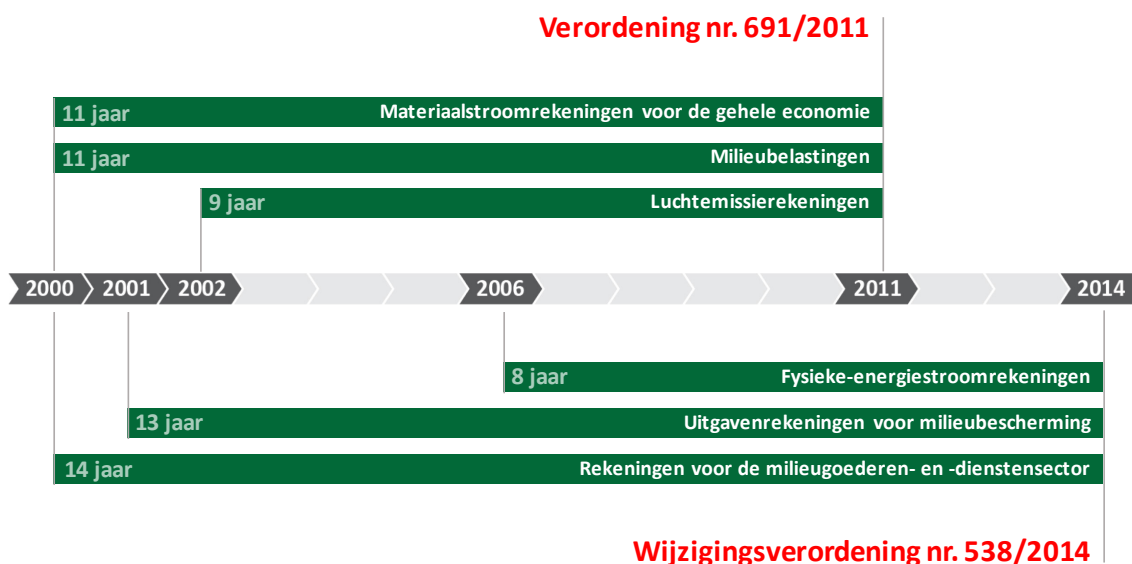 Verordening nr. 691/2011
11 jaar Materiaalstroomrekeningen voor de gehele economie
11 jaar Milieubelastingen
9 jaar Luchtemissierekeningen
2000 2001 2002 2006 2011 2014
8 jaar Fysieke-energiestroomrekeningen
13 jaar Uitgavenrekeningen voor milieubescherming
14 jaar Rekeningen voor de milieugoederen- en -dienstensector
Wijzigingsverordening nr. 538/2014